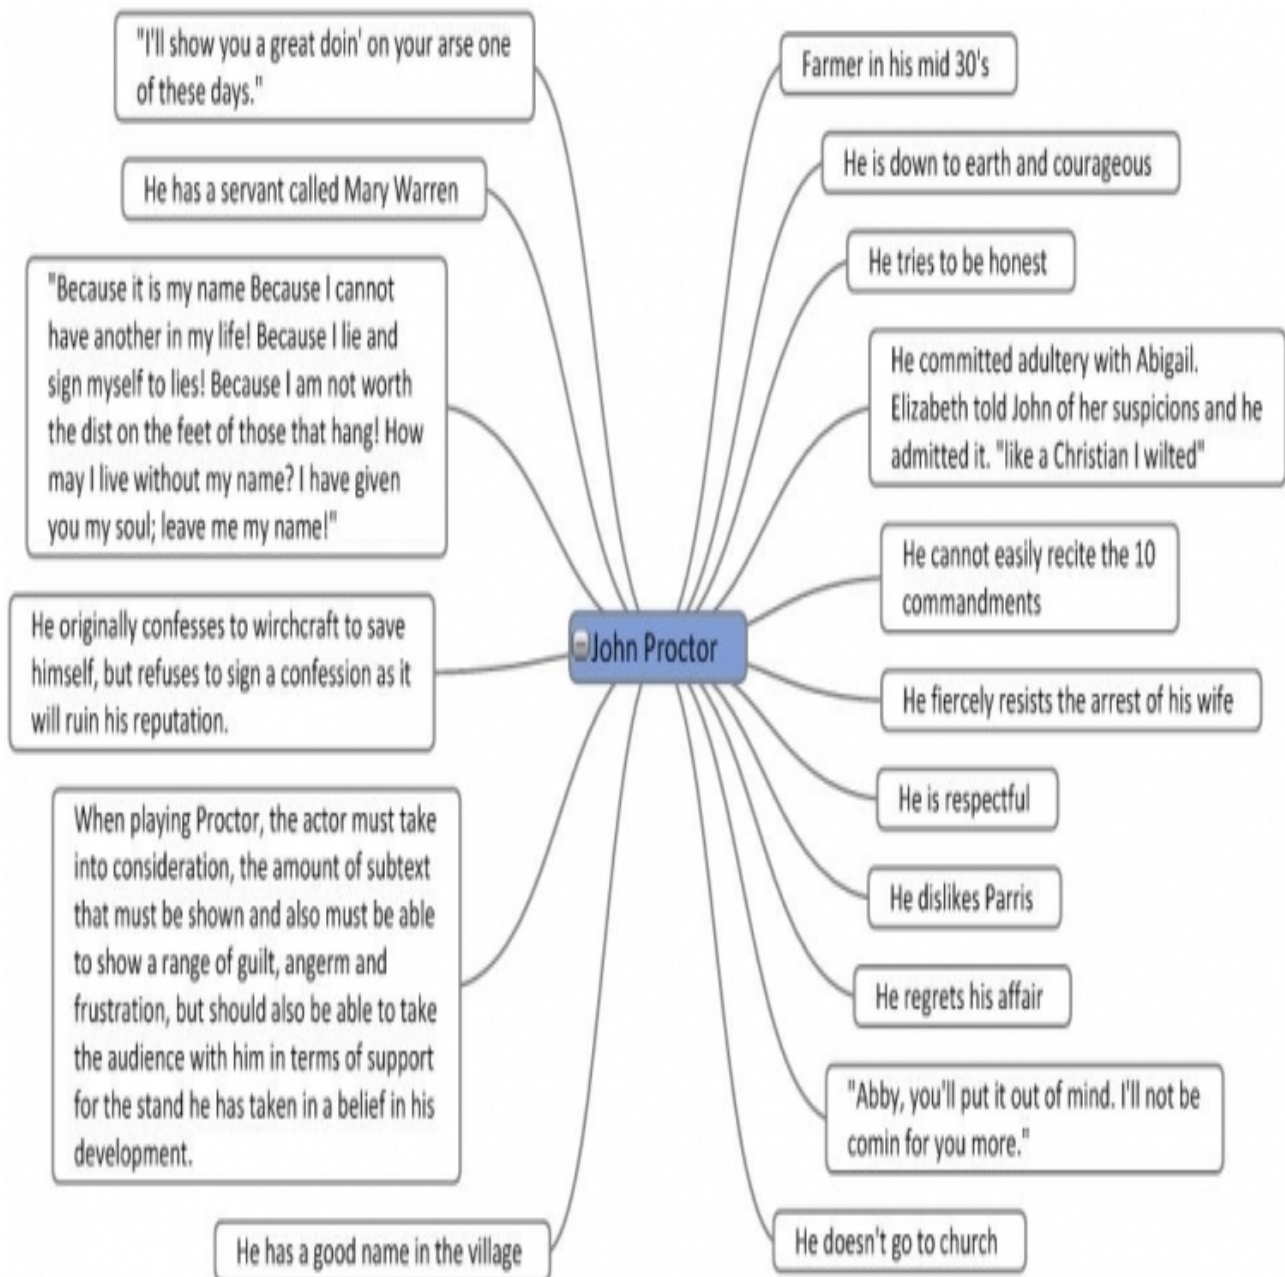 "I'll show you a great doin' on your arse one
of these days."
He has a servant called Mary Warren
"Because it is my name Because I cannot
have another in my life! Because I lie and
sign myself to lies! Because I am not worth
the dist on the feet of those that hang! How
may I live without my name? I have given
you my soul; leave me my name!"
He originally confesses to wirchcraft to save
himself, but refuses to sign a confession as it
will ruin his reputation.
When playing Proctor, the actor must take
into consideration, the amount of subtext
that must be shown and also must be able
to show a range of guilt, angerm and
frustration, but should also be able to take
the audience with him in terms of support
for the stand he has taken in a belief in his
development.
He has a good name in the village
John Proctor
Farmer in his mid 30's
He is down to earth and courageous
He tries to be honest
He committed adultery with Abigail.
Elizabeth told John of her suspicions and he
admitted it. "like a Christian I wilted"
He cannot easily recite the 10
commandments
He fiercely resists the arrest of his wife
He is respectful
He dislikes Parris
He regrets his affair
"Abby, you'll put it out of mind. I'll not be
comin for you more."
He doesn't go to church